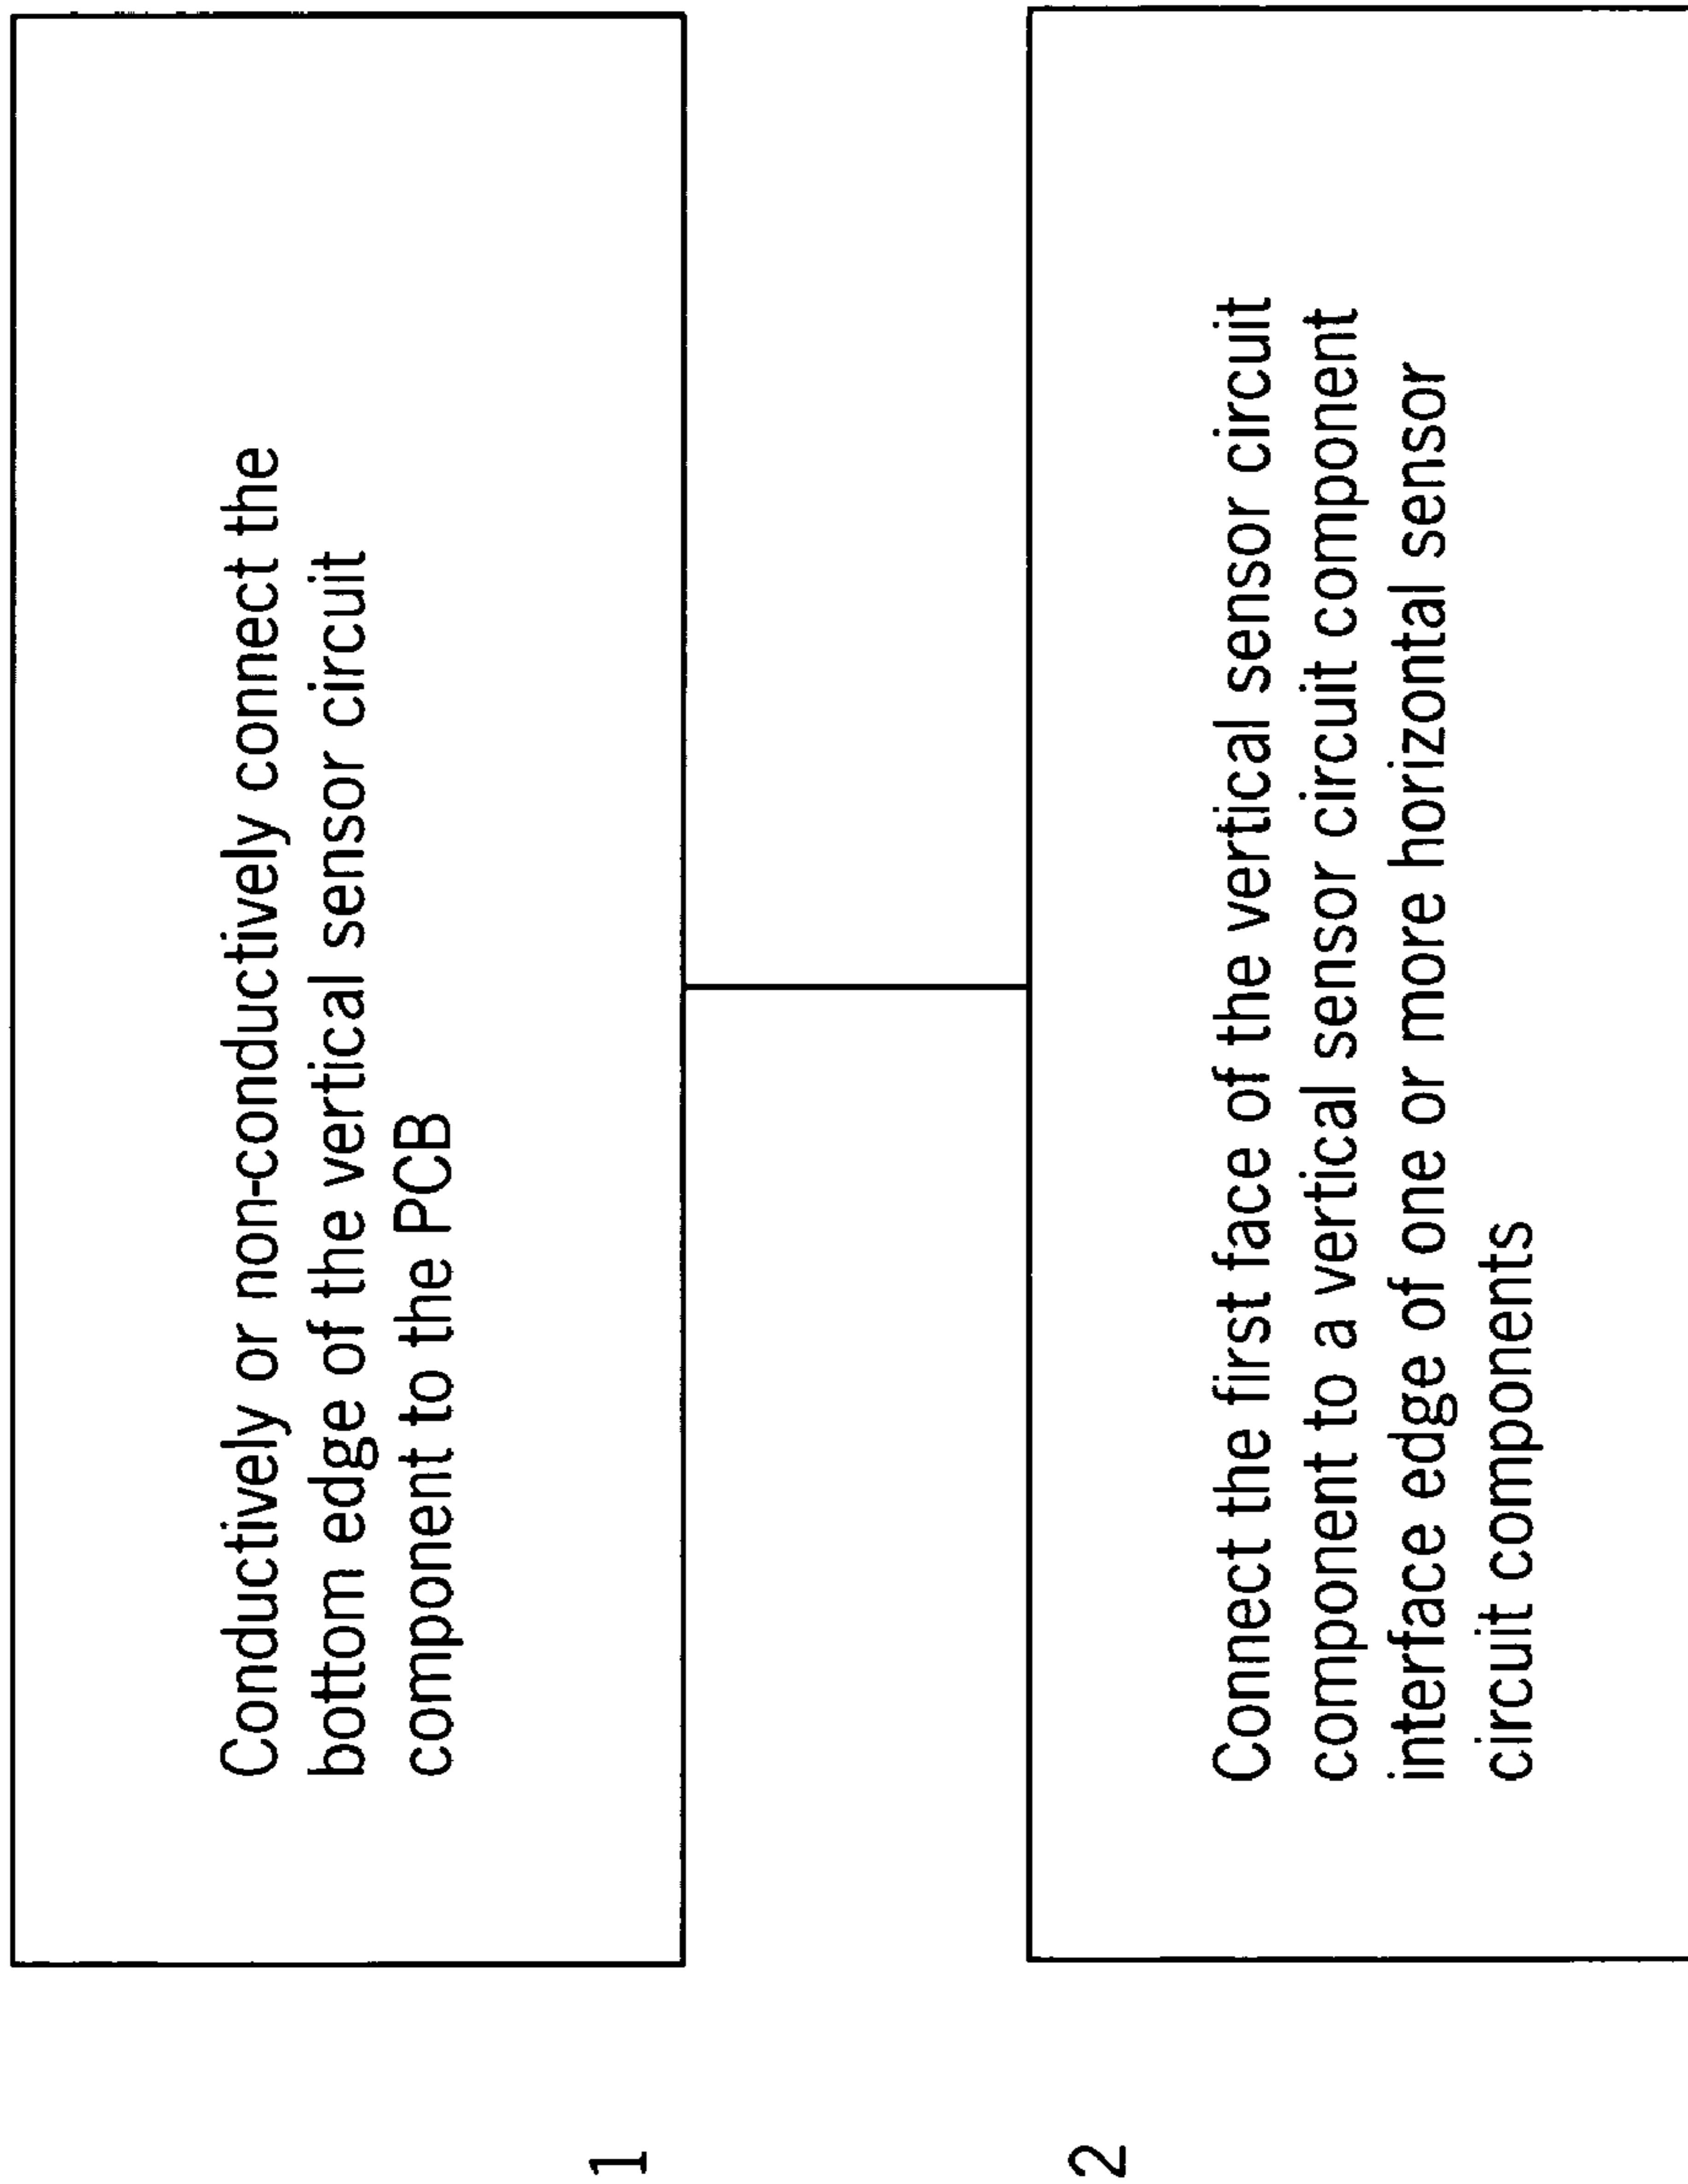 Conductively or non-conductively connect the
bottom edge of the vertical sensor circuit
component to the PCB
1
Connect the first face of the vertical sensor circuit
component to a vertical sensor circuit component
interface edge of one or more horizontal sensor
circuit components
2